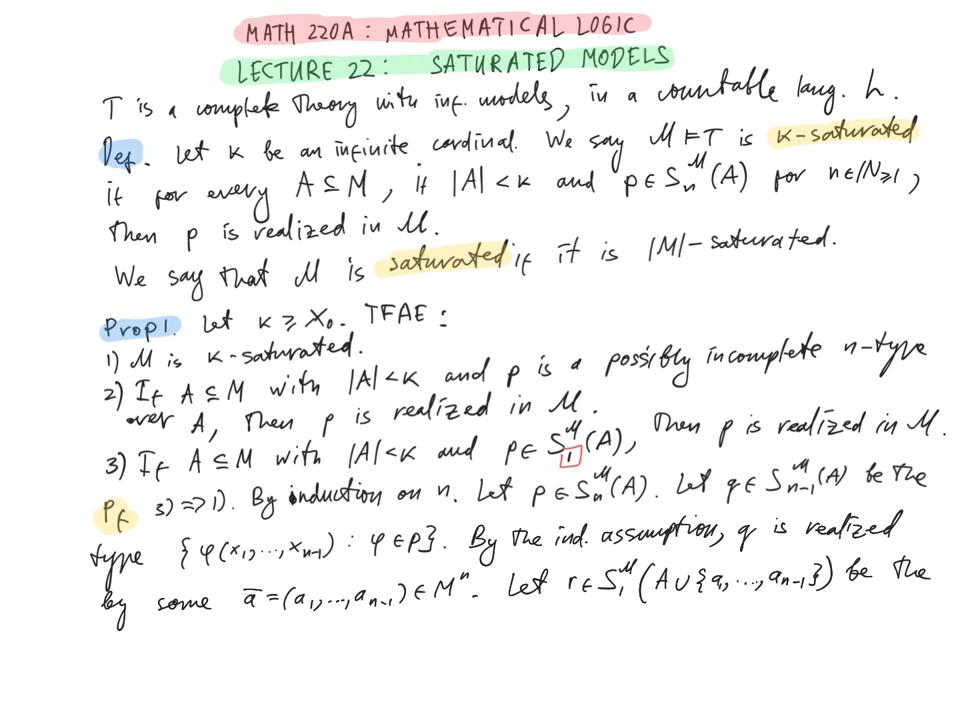 MATH 220A : MATHEMATICAL LOGIC
LECTURE 22 : SATURATED MODELS
T is a complete theory with inf. models, in a countable lang. L.
Def. Let κ be an infinite cardinal. We say M ⊨ T is κ-saturated
if for every A ⊆ M, if |A| < κ and p ∈ S_n^M(A) for n ∈ ℕ≥1,
then p is realized in M.
We say that M is saturated if it is |M|-saturated.
Prop 1. Let κ ≥ ℵ₀. TFAE :
1) M is κ-saturated.
2) If A ⊆ M with |A| < κ and p is a possibly incomplete n-type
over A, then p is realized in M.
3) If A ⊆ M with |A| < κ and p ∈ S_1^M(A), then p is realized in M.
Pf 3) => 1). By induction on n. Let p ∈ S_n^M(A). Let q ∈ S_{n-1}^M(A) be the
type {φ(x₁,...,x_{n-1}) : φ ∈ p}. By the ind. assumption, q is realized
by some ā = (a₁,...,a_{n-1}) ∈ M^n. Let r ∈ S_1^M(A ∪ {a₁,...,a_{n-1}}) be the